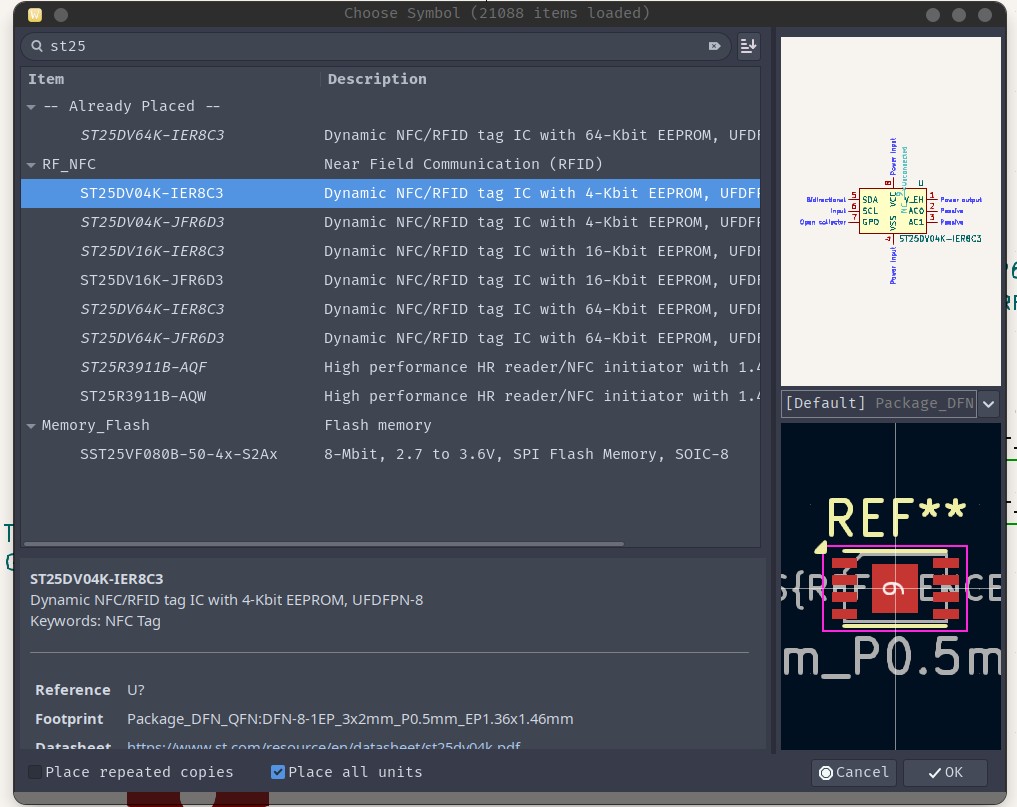 Choose Symbol (21088 items loaded)
st25
Item Description
-- Already Placed --
ST25DV64K-IER8C3 Dynamic NFC/RFID tag IC with 64-Kbit EEPROM, UFDF
RF_NFC Near Field Communication (RFID)
ST25DV04K-IER8C3 Dynamic NFC/RFID tag IC with 4-Kbit EEPROM, UFDFP
ST25DV04K-JFR6D3 Dynamic NFC/RFID tag IC with 4-Kbit EEPROM, UFDFP
ST25DV16K-IER8C3 Dynamic NFC/RFID tag IC with 16-Kbit EEPROM, UFDF
ST25DV16K-JFR6D3 Dynamic NFC/RFID tag IC with 16-Kbit EEPROM, UFDF
ST25DV64K-IER8C3 Dynamic NFC/RFID tag IC with 64-Kbit EEPROM, UFDF
ST25DV64K-JFR6D3 Dynamic NFC/RFID tag IC with 64-Kbit EEPROM, UFDF
ST25R3911B-AQF High performance HR reader/NFC initiator with 1.4
ST25R3911B-AQW High performance HR reader/NFC initiator with 1.4
Memory_Flash Flash memory
SST25VF080B-50-4x-S2Ax 8-Mbit, 2.7 to 3.6V, SPI Flash Memory, SOIC-8
ST25DV04K-IER8C3
Dynamic NFC/RFID tag IC with 4-Kbit EEPROM, UFDFPN-8
Keywords: NFC Tag
Reference U?
Footprint Package_DFN_QFN:DFN-8-1EP_3x2mm_P0.5mm_EP1.36x1.46mm
Datasheet https://www.st.com/resource/en/datasheet/st25dv04k.pdf
Place repeated copies
Place all units
Cancel
OK
Power Input
8
VCC
U
Bidirectional 5 SDA V_EH 1 Power output
Input 6 SCL AC0 2 Passive
Open collector 7 GPO AC1 3 Passive
VSS
4
ST25DV04K-IER8C3
Power Input
[Default] Package_DFN
REF**
9
m_P0.5m